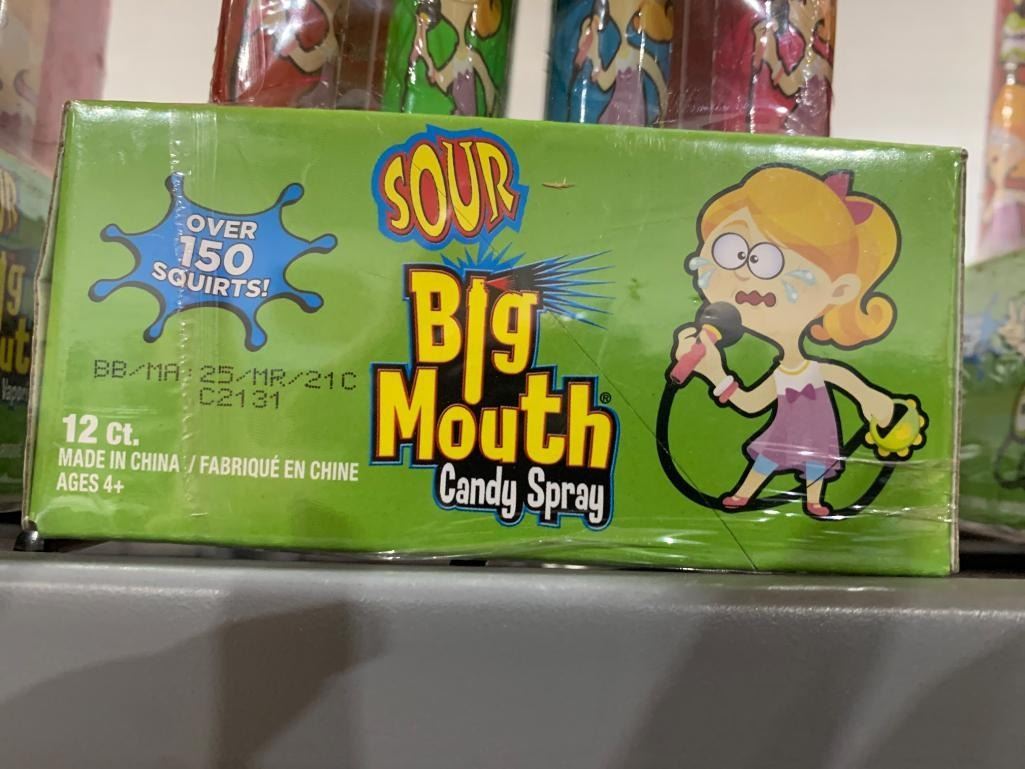 SOUR
OVER
150
SQUIRTS!
Big
Mouth®
Candy Spray
BB/MA 25/MR/21 C
C2131
12 ct.
MADE IN CHINA / FABRIQUÉ EN CHINE
AGES 4+